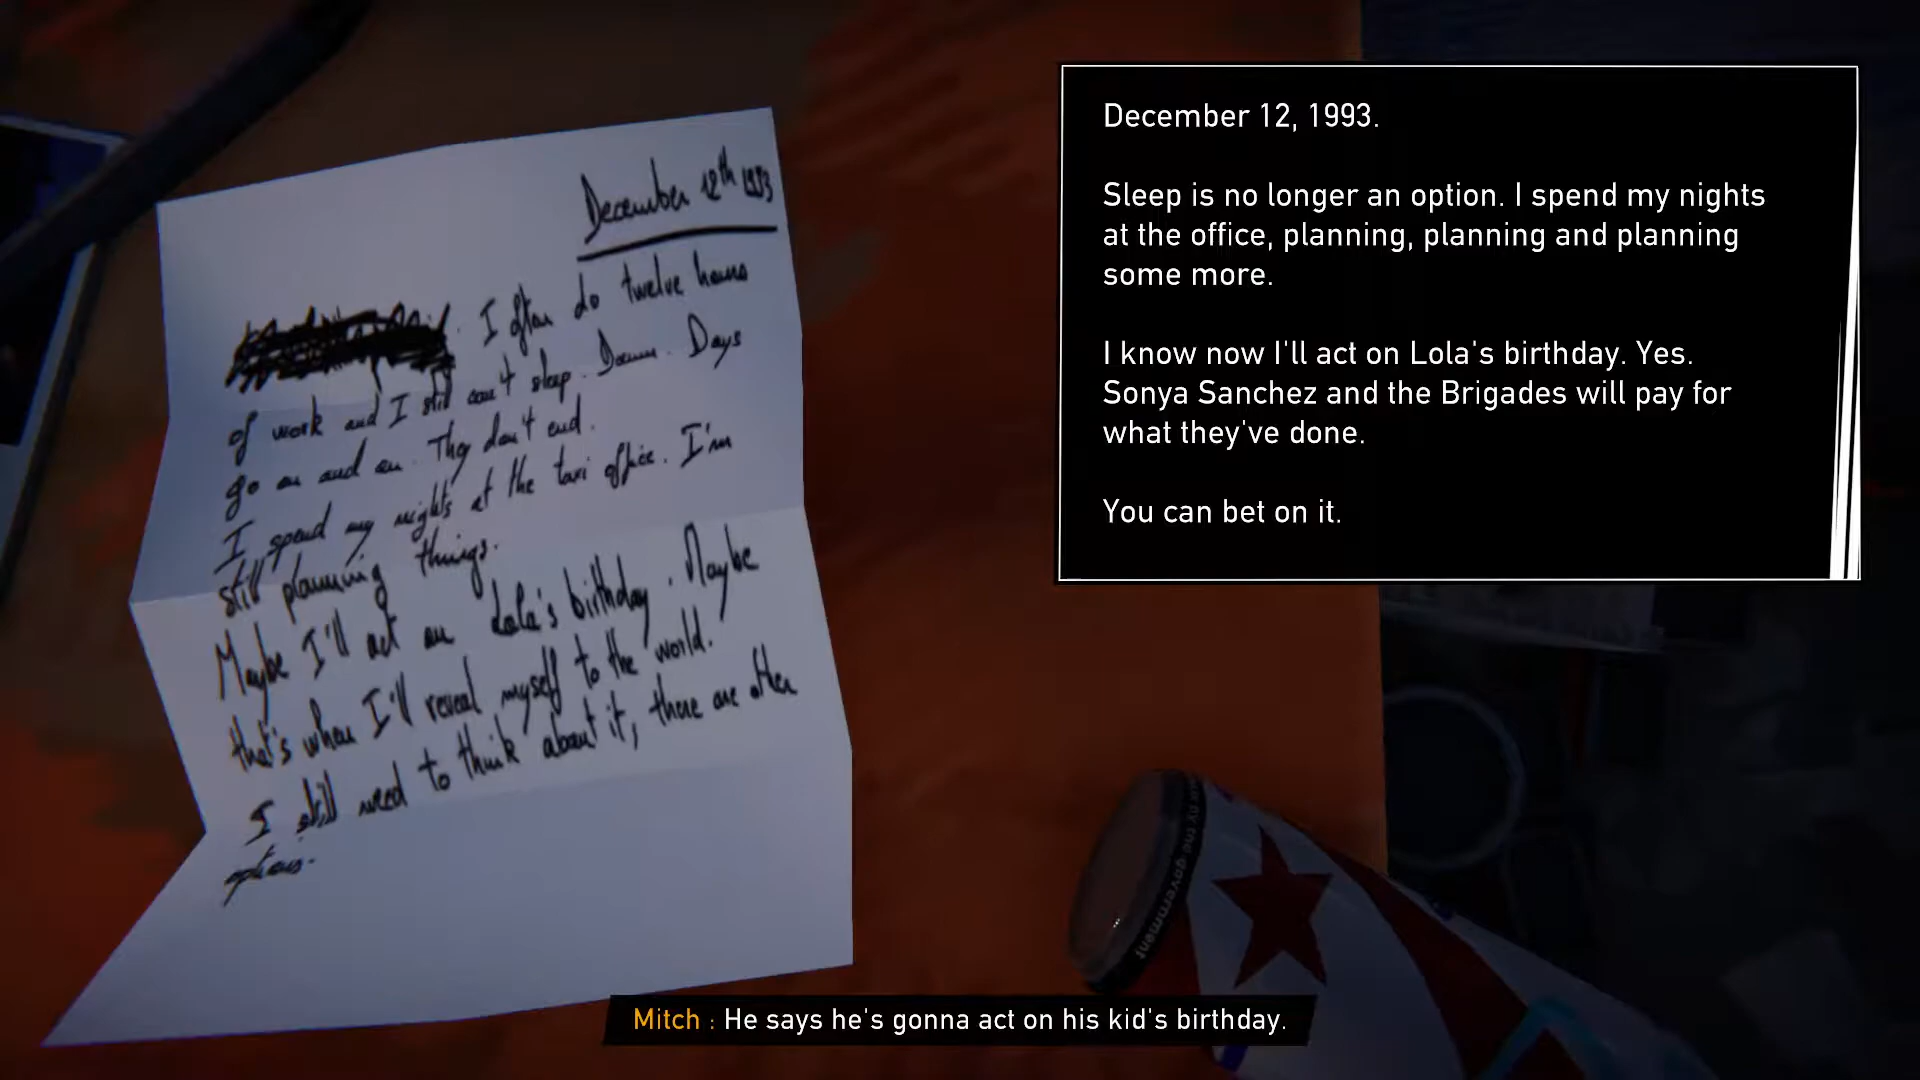 December 12th 1993
. I often do twelve hours
of work and I still can't sleep. Damn. Days
go on and on. They don't end.
I spend my nights at the taxi office. I'm
still planning things.
Maybe I'll act on Lola's birthday. Maybe
that's when I'll reveal myself to the world.
I still need to think about it, there are other
options.
December 12, 1993.
Sleep is no longer an option. I spend my nights
at the office, planning, planning and planning
some more.
I know now I'll act on Lola's birthday. Yes.
Sonya Sanchez and the Brigades will pay for
what they've done.
You can bet on it.
by the government
Mitch : He says he's gonna act on his kid's birthday.